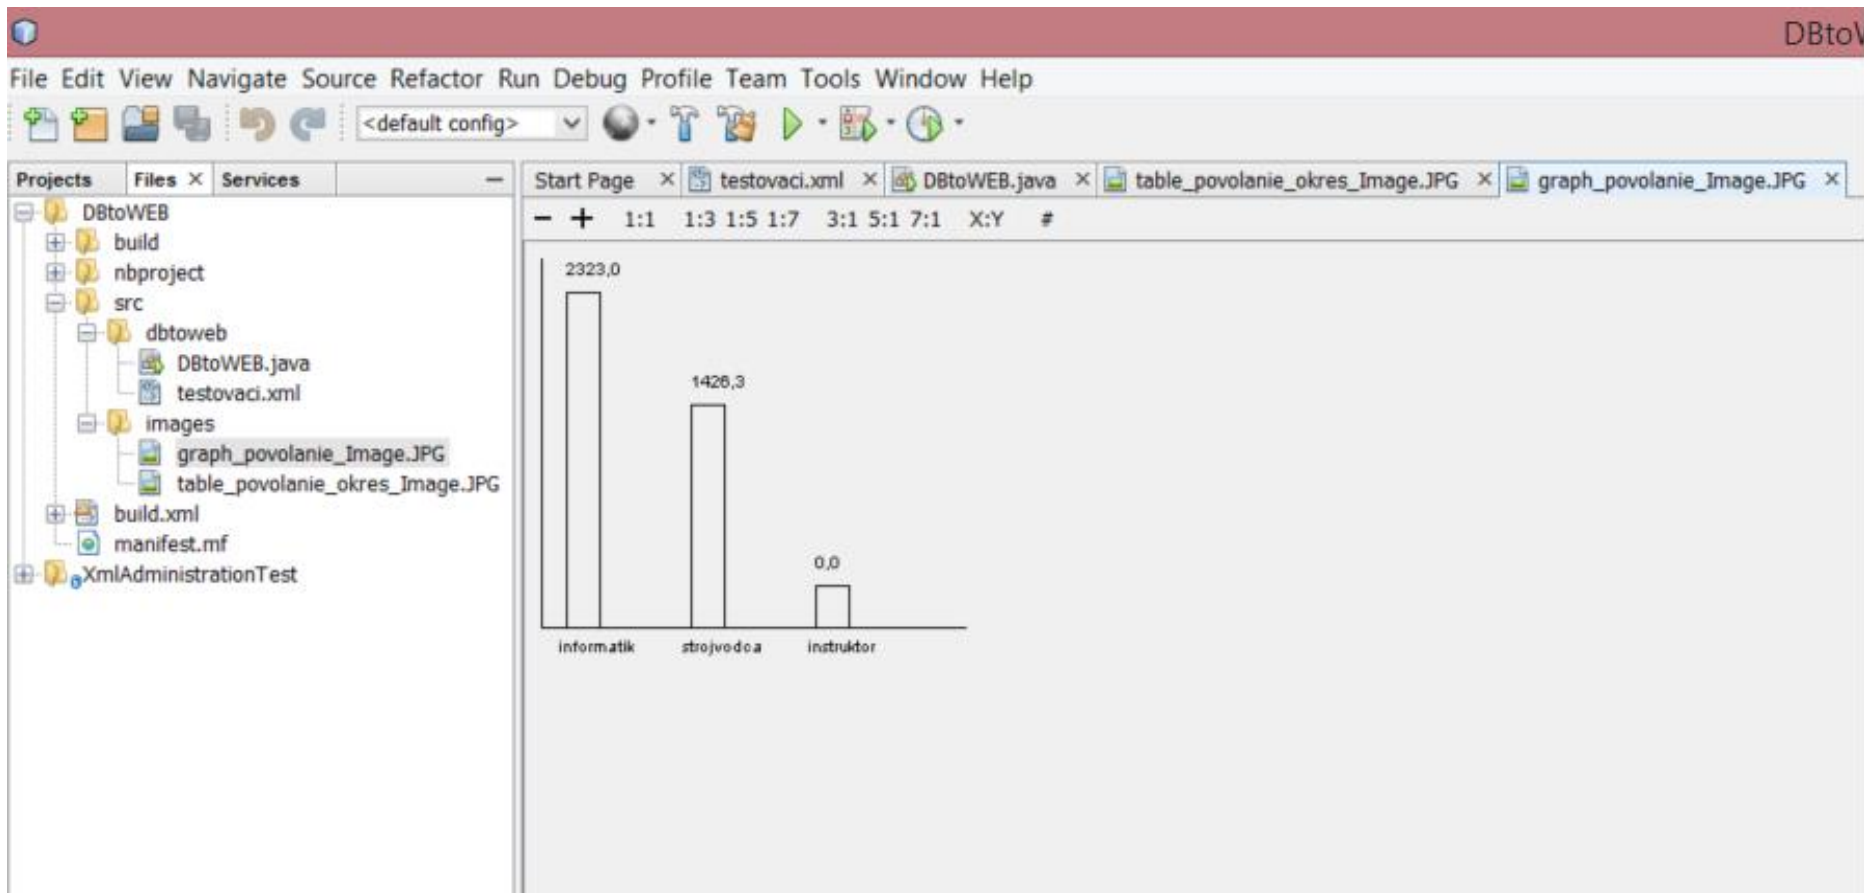 DBtoW
File Edit View Navigate Source Refactor Run Debug Profile Team Tools Window Help
<default config>
Projects Files Services
Start Page testovaci.xml DBtoWEB.java table_povolanie_okres_Image.JPG graph_povolanie_Image.JPG
1:1 1:3 1:5 1:7 3:1 5:1 7:1 X:Y #
DBtoWEB
build
nbproject
src
dbtoweb
DBtoWEB.java
testovaci.xml
images
graph_povolanie_Image.JPG
table_povolanie_okres_Image.JPG
build.xml
manifest.mf
XmlAdministrationTest
2323,0
1426,3
0,0
informatik strojvodca instruktor